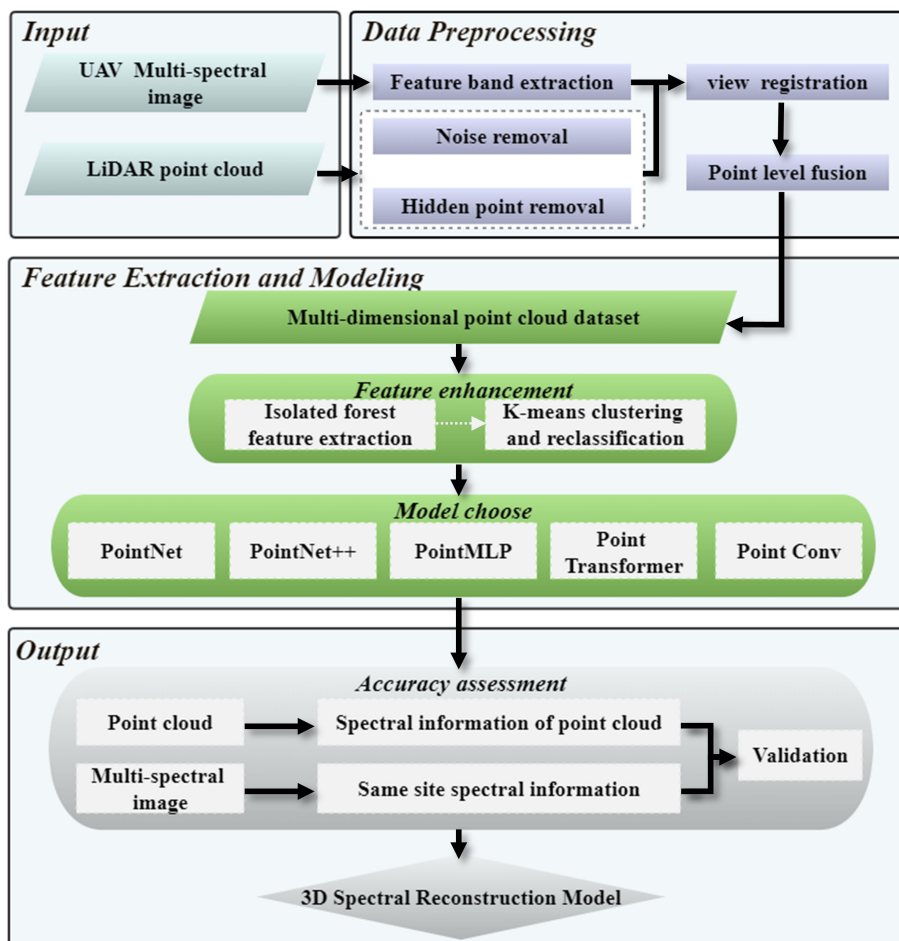 Input
UAV Multi-spectral
image
LiDAR point cloud
Data Preprocessing
Feature band extraction
Noise removal
Hidden point removal
view registration
Point level fusion
Feature Extraction and Modeling
Multi-dimensional point cloud dataset
Feature enhancement
Isolated forest
feature extraction
K-means clustering
and reclassification
Model choose
PointNet
PointNet++
PointMLP
Point
Transformer
Point Conv
Output
Accuracy assessment
Point cloud
Spectral information of point cloud
Multi-spectral
image
Same site spectral information
Validation
3D Spectral Reconstruction Model